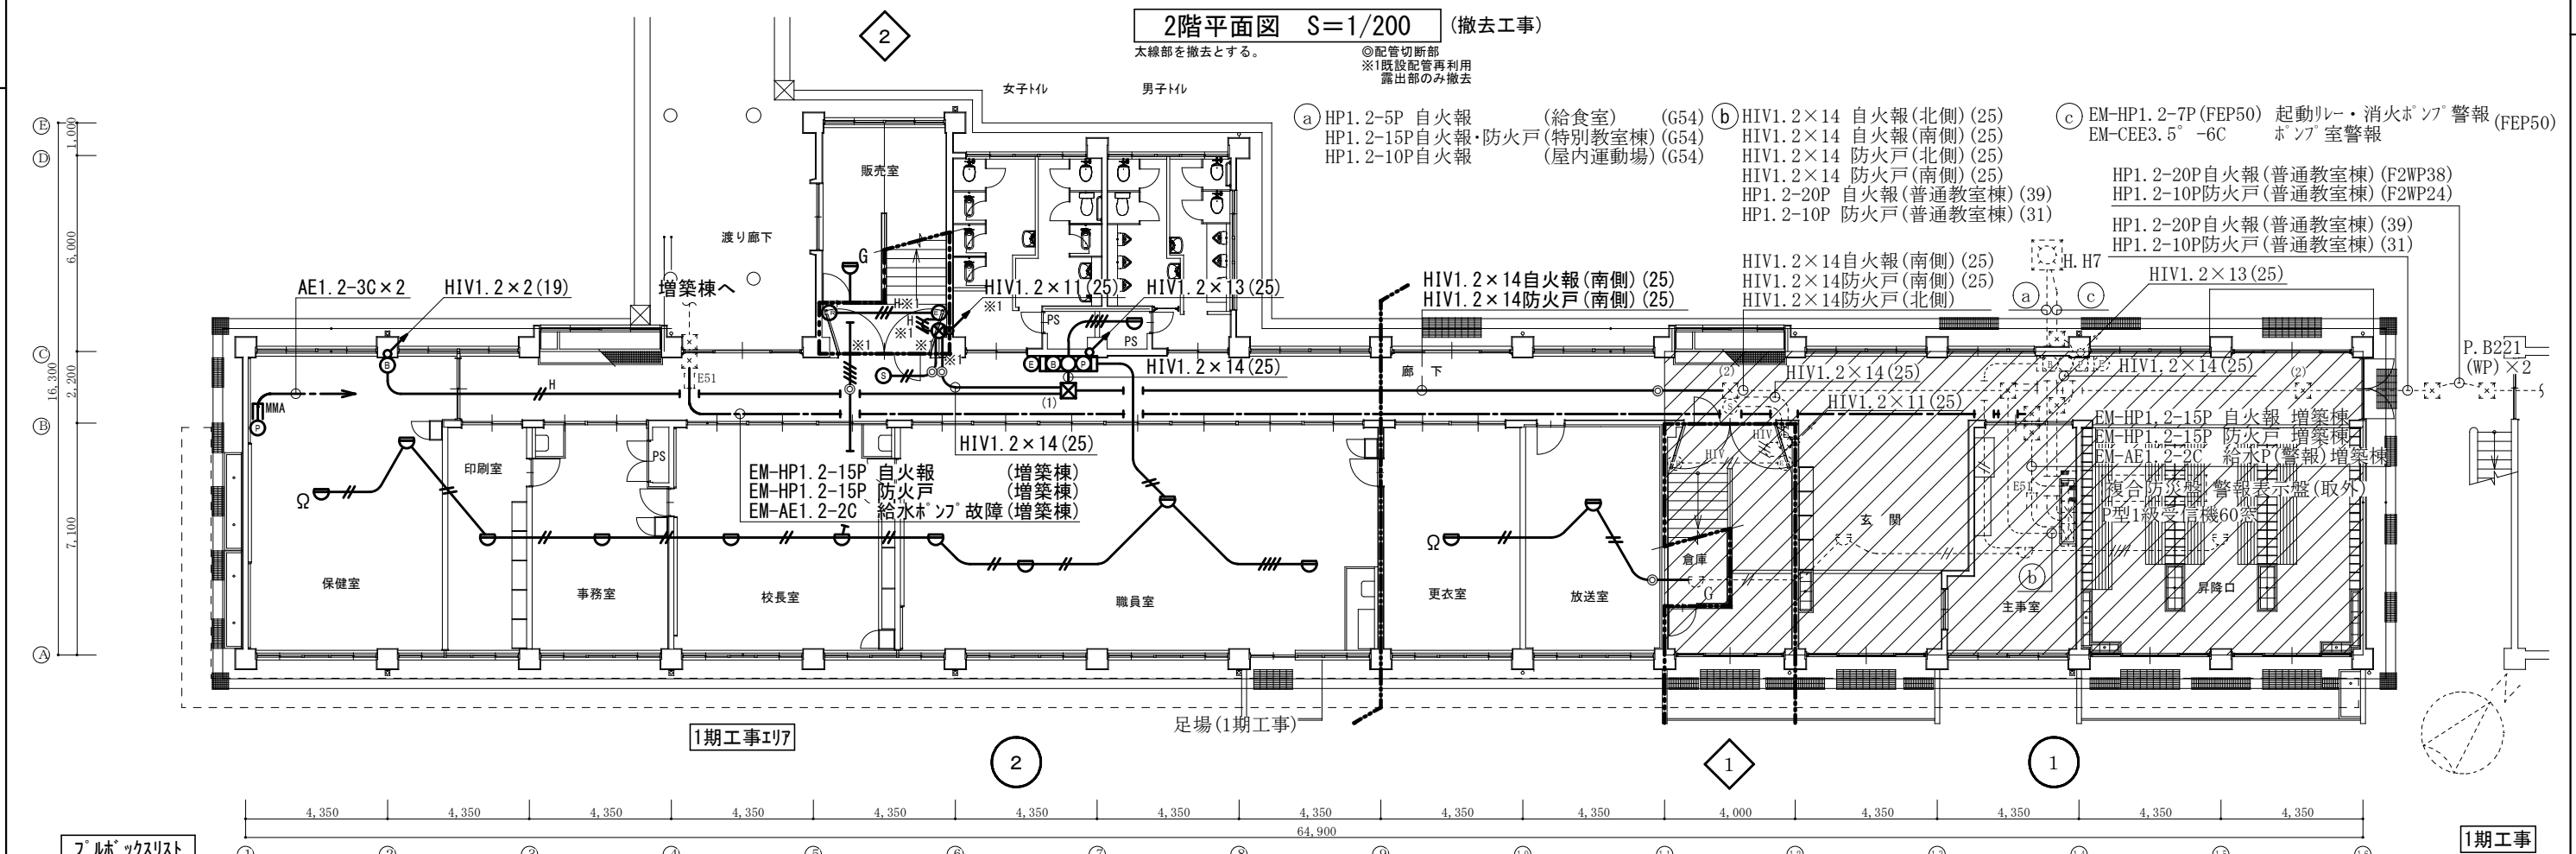 2階平面図 S=1/200 (撤去工事)
太線部を撤去とする。
◎配管切断部
※1既設配管再利用
露出部のみ撤去
2
女子ﾄｲﾚ
男子ﾄｲﾚ
a HP1.2-5P 自火報 (給食室) (G54)
HP1.2-15P自火報・防火戸(特別教室棟)(G54)
HP1.2-10P自火報 (屋内運動場)(G54)
b HIV1.2×14 自火報(北側)(25)
HIV1.2×14 自火報(南側)(25)
HIV1.2×14 防火戸(北側)(25)
HIV1.2×14 防火戸(南側)(25)
HP1.2-20P 自火報(普通教室棟)(39)
HP1.2-10P 防火戸(普通教室棟)(31)
c EM-HP1.2-7P(FEP50) 起動ﾘﾚｰ・消火ﾎﾟﾝﾌﾟ警報 (FEP50)
EM-CEE3.5°-6C ﾎﾟﾝﾌﾟ室警報
HP1.2-20P自火報(普通教室棟)(F2WP38)
HP1.2-10P防火戸(普通教室棟)(F2WP24)
HP1.2-20P自火報(普通教室棟)(39)
HP1.2-10P防火戸(普通教室棟)(31)
E
D
C
B
A
1,000
6,000
2,200
7,100
16,300
販売室
渡り廊下
G
AE1.2-3C×2
HIV1.2×2(19)
増築棟へ
H※1
H
※1
※1
※1
※1
HIV1.2×11(25)
※1
HIV1.2×13(25)
HIV1.2×14自火報(南側)(25)
HIV1.2×14防火戸(南側)(25)
HIV1.2×14自火報(南側)(25)
HIV1.2×14防火戸(南側)(25)
HIV1.2×14防火戸(北側)
H.H7
a
c
HIV1.2×13(25)
PS
PS
E
B
P
B
S
MMA
P
H
E51
(1)
HIV1.2×14(25)
HIV1.2×14(25)
廊 下
(2)
HIV1.2×14(25)
HIV1.2×11(25)
HIV1.2×14(25)
(2)
P.B221
(WP)×2
EM-HP1.2-15P 自火報 増築棟
EM-HP1.2-15P 防火戸 増築棟
EM-AE1.2-2C 給水P(警報)増築棟
複合防災盤 警報表示盤(取外)
P型1級受信機60窓
EM-HP1.2-15P 自火報 (増築棟)
EM-HP1.2-15P 防火戸 (増築棟)
EM-AE1.2-2C 給水ﾎﾟﾝﾌﾟ故障(増築棟)
印刷室
PS
Ω
保健室
事務室
校長室
職員室
Ω
更衣室
放送室
倉庫
G
HIV
HIV
玄 関
主事室
E51
b
昇降口
足場(1期工事)
1期工事ｴﾘｱ
2
1
1
4,350
4,350
4,350
4,350
4,350
4,350
4,350
4,350
4,350
4,350
4,000
4,350
4,350
4,350
4,350
64,900
ﾌﾟﾙﾎﾞｯｸｽﾘｽﾄ
1期工事